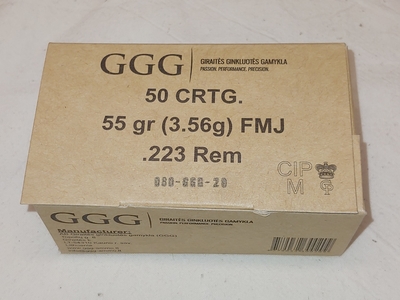 GGG
GIRAITĖS GINKLUOTĖS GAMYKLA
PASSION. PERFORMANCE. PRECISION.
50 CRTG.
55 gr (3.56g) FMJ
.223 Rem
CIP
M
GGG
GIRAITĖS GINKLUOTĖS GAMYKLA
PASSION. PERFORMANCE. PRECISION.
Manufacturer: